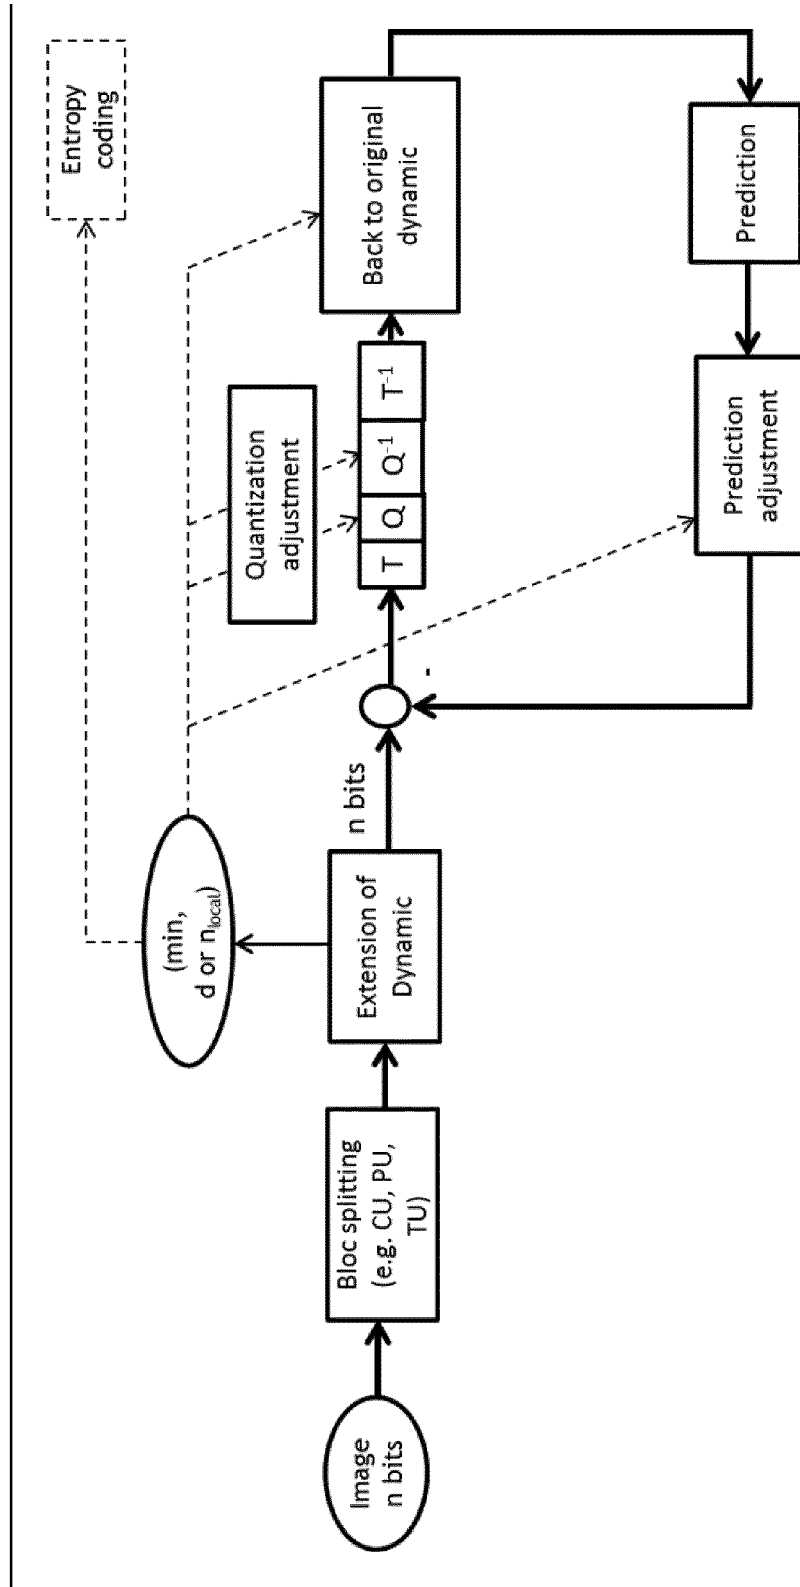 Image
n bits
Bloc splitting
(e.g. CU, PU,
TU)
Extension of
Dynamic
(min,
d or n_local)
n bits
-
Quantization
adjustment
T
Q
Q⁻¹
T⁻¹
Back to original
dynamic
Entropy
coding
Prediction
Prediction
adjustment